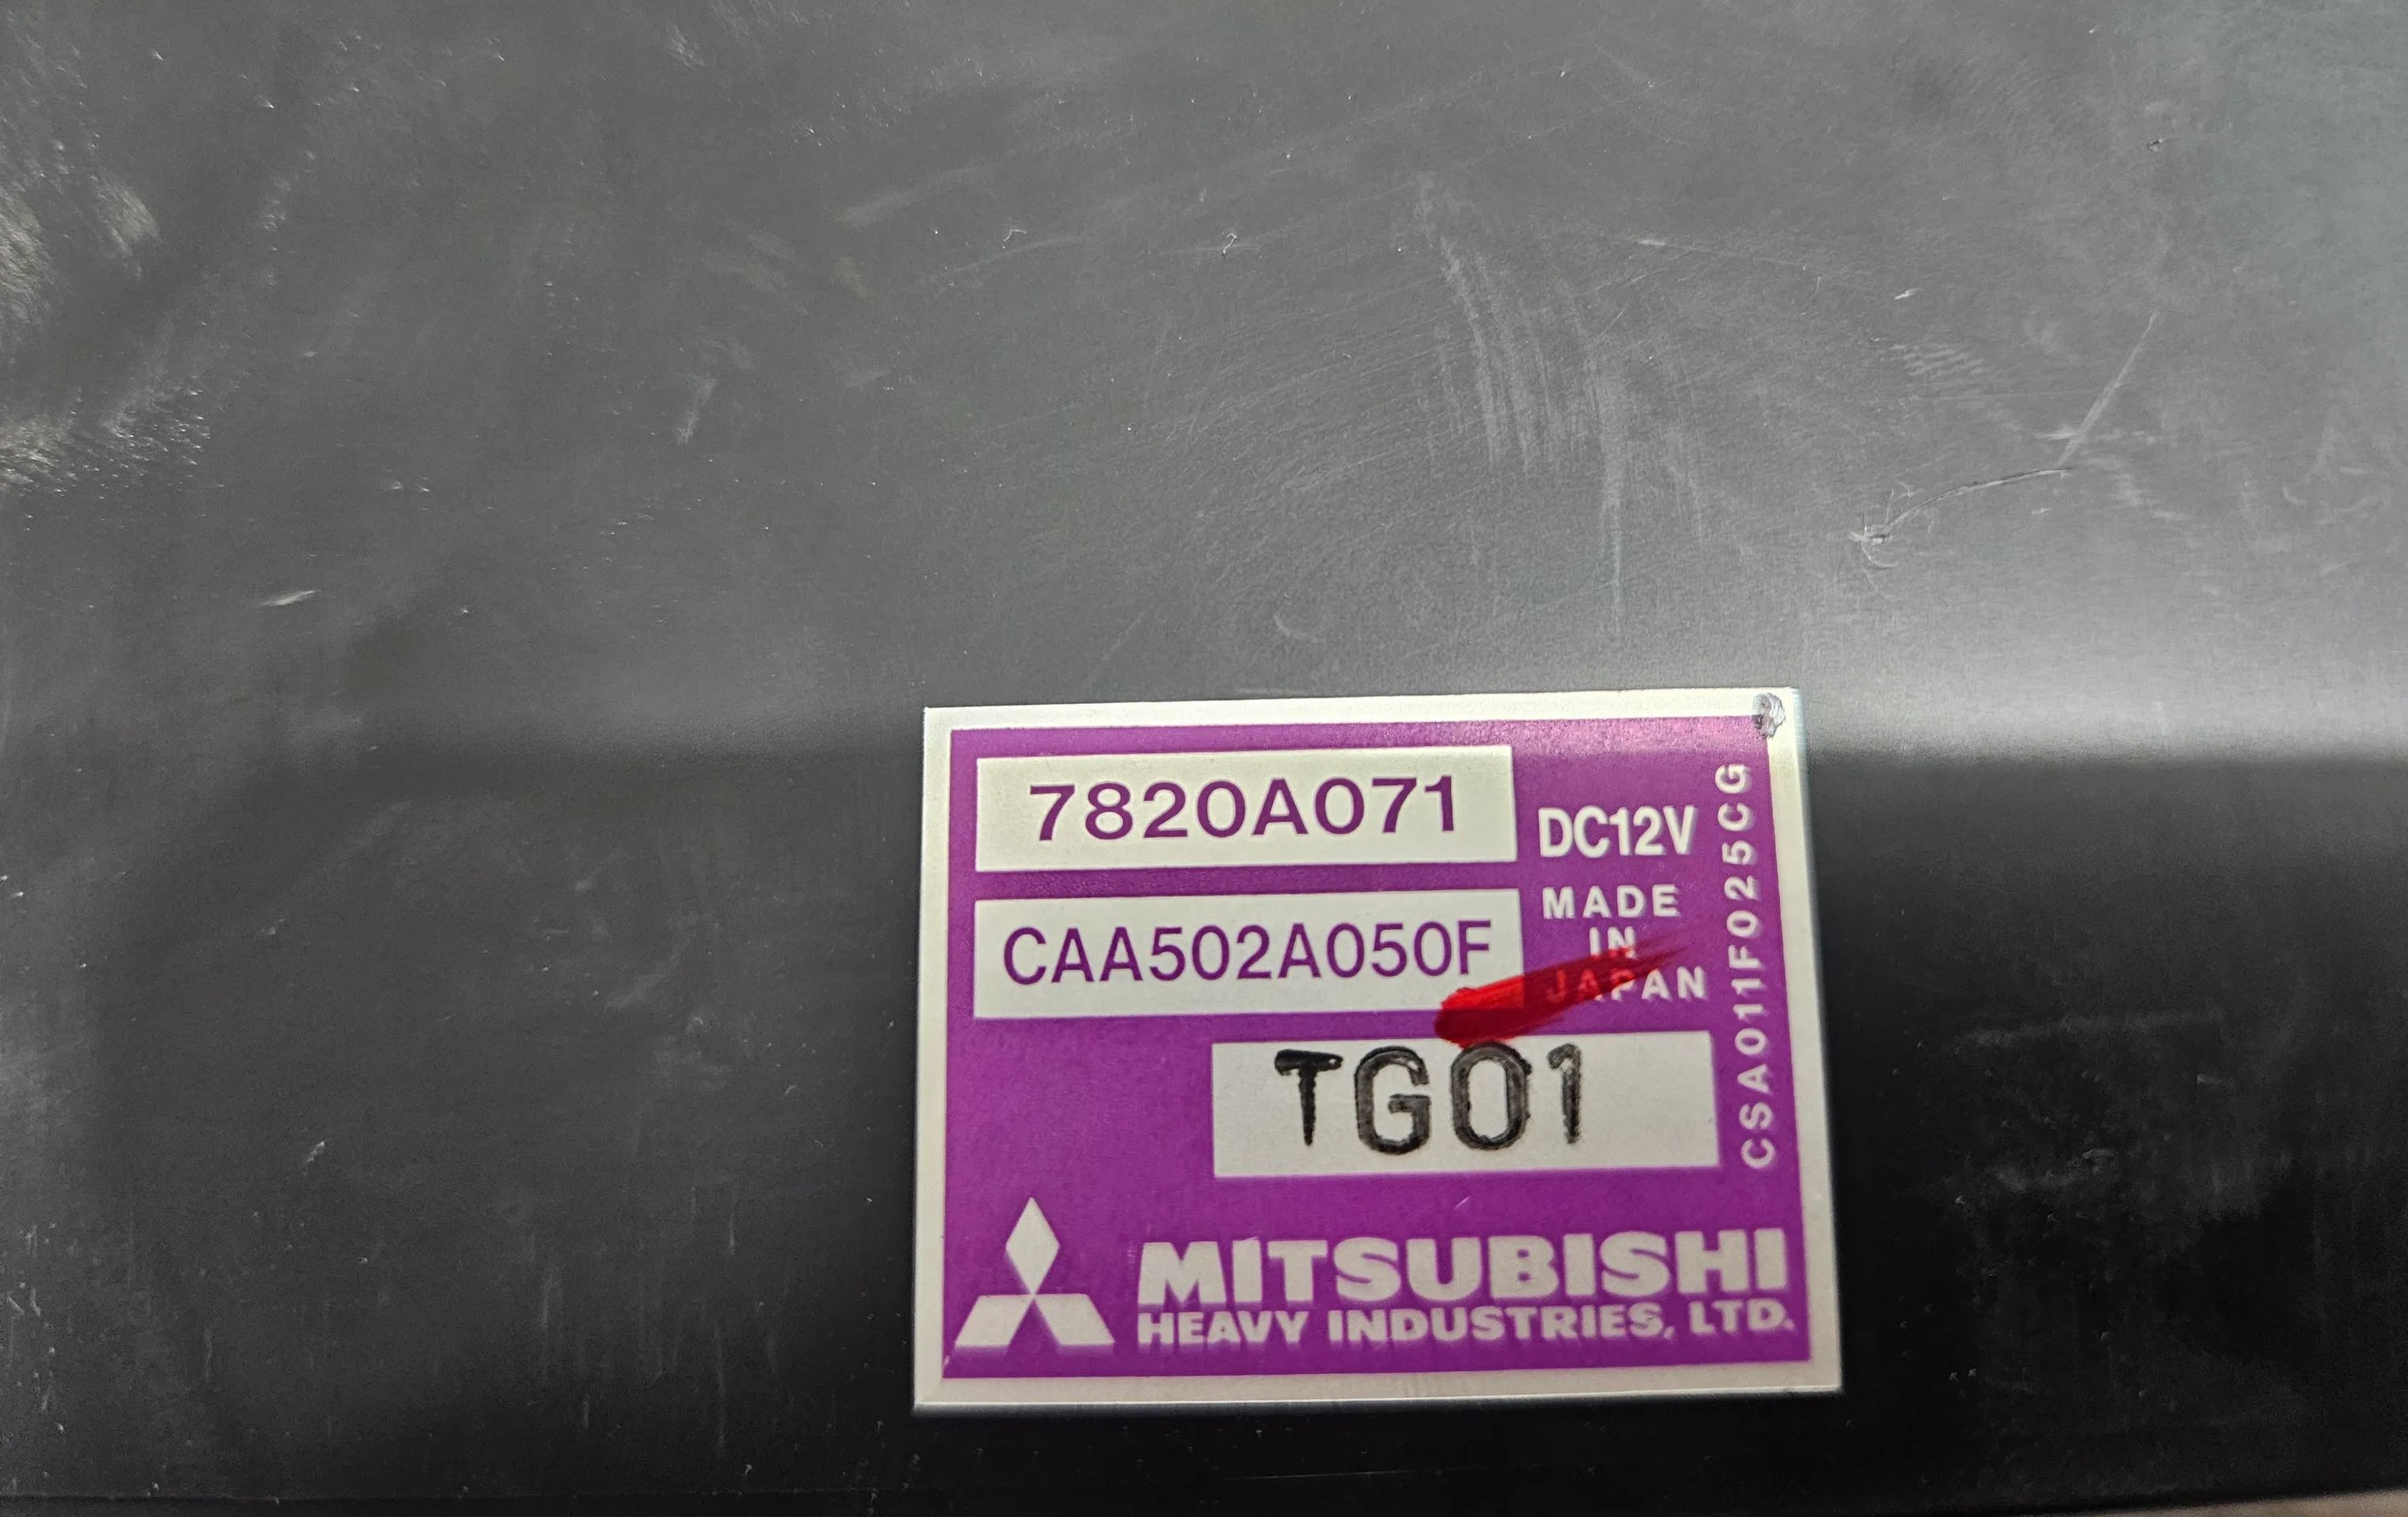 7820A071
DC12V
CAA502A050F
MADE
IN
JAPAN
TG01
CSA011F025CG
MITSUBISHI
HEAVY INDUSTRIES, LTD.